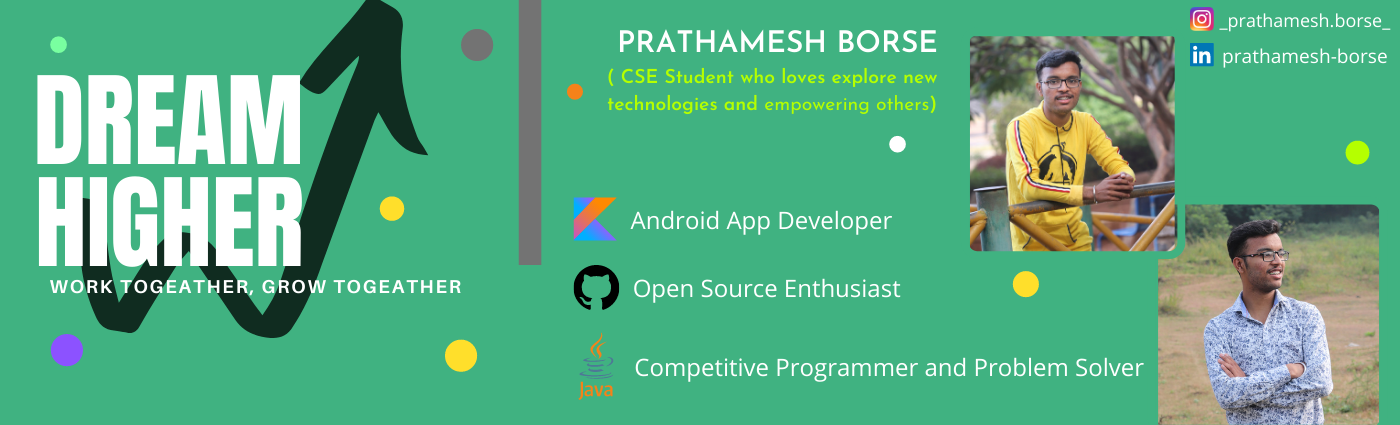 DREAM
HIGHER
WORK TOGEATHER, GROW TOGEATHER
PRATHAMESH BORSE
( CSE Student who loves explore new
technologies and empowering others)
Android App Developer
Open Source Enthusiast
Java
Competitive Programmer and Problem Solver
_prathamesh.borse_
in
prathamesh-borse